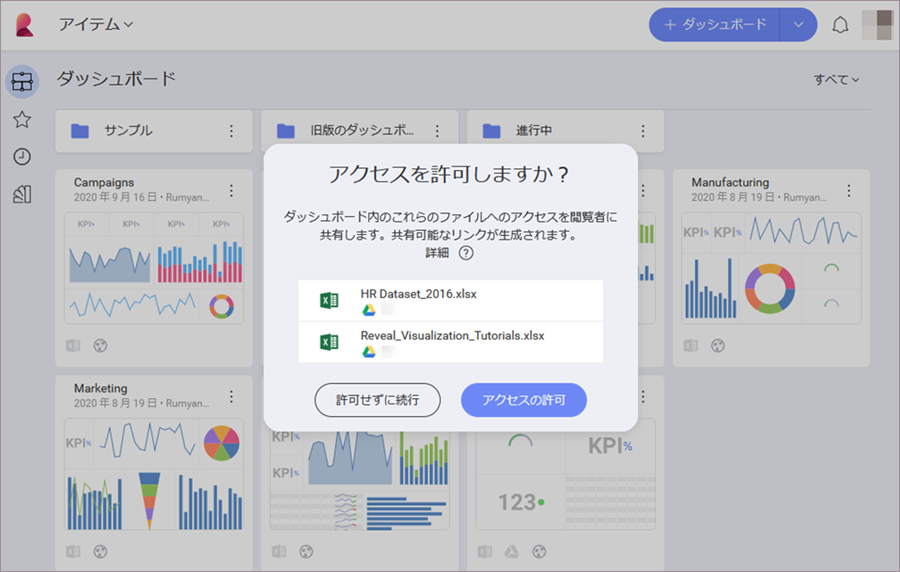 アイテム
+ ダッシュボード
ダッシュボード
すべて
サンプル
旧版のダッシュボ...
進行中
アクセスを許可しますか？
ダッシュボード内のこれらのファイルへのアクセスを閲覧者に
共有します。共有可能なリンクが生成されます。
詳細 ?
HR Dataset_2016.xlsx
Reveal_Visualization_Tutorials.xlsx
許可せずに続行
アクセスの許可
Campaigns
2020 年 9 月 16 日・Rumyan...
KPI% KPI% KPI% KPI%
Manufacturing
2020 年 8 月 19 日・Rumyan...
KPI% KPI%
Marketing
2020 年 8 月 19 日・Rumyan...
KPI%
KPI%
KPI%
KPI%
123